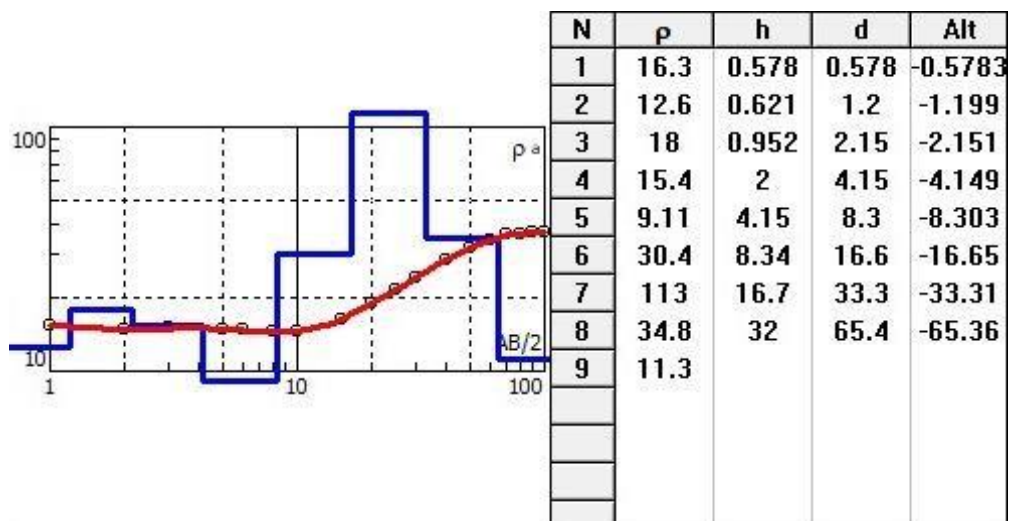 100
ρa
10
AB/2
1 10 100
N ρ h d Alt
1 16.3 0.578 0.578 -0.5783
2 12.6 0.621 1.2 -1.199
3 18 0.952 2.15 -2.151
4 15.4 2 4.15 -4.149
5 9.11 4.15 8.3 -8.303
6 30.4 8.34 16.6 -16.65
7 113 16.7 33.3 -33.31
8 34.8 32 65.4 -65.36
9 11.3